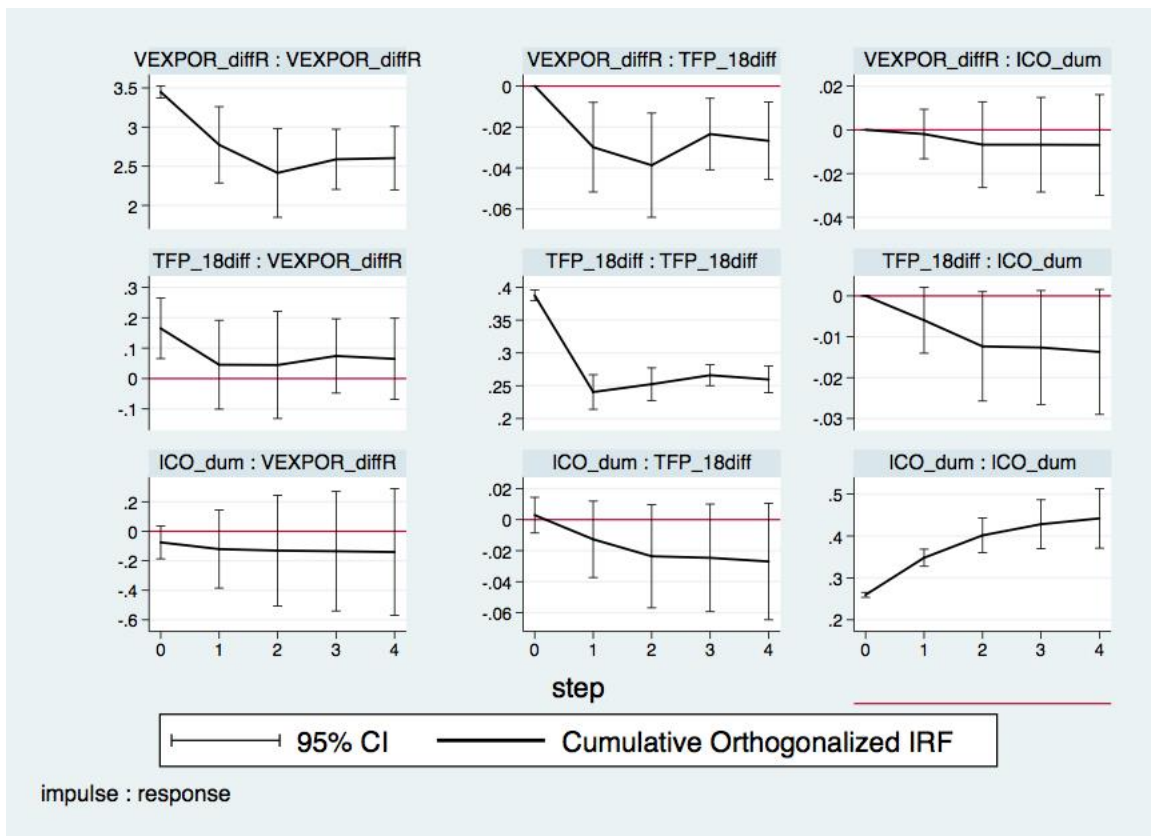 VEXPOR_diffR : VEXPOR_diffR
3.5
3
2.5
2
VEXPOR_diffR : TFP_18diff
0
-.02
-.04
-.06
VEXPOR_diffR : ICO_dum
.02
0
-.02
-.04
TFP_18diff : VEXPOR_diffR
.3
.2
.1
0
-.1
TFP_18diff : TFP_18diff
.4
.35
.3
.25
.2
TFP_18diff : ICO_dum
0
-.01
-.02
-.03
ICO_dum : VEXPOR_diffR
.2
0
-.2
-.4
-.6
0 1 2 3 4
ICO_dum : TFP_18diff
.02
0
-.02
-.04
-.06
0 1 2 3 4
ICO_dum : ICO_dum
.5
.4
.3
.2
0 1 2 3 4
step
95% CI Cumulative Orthogonalized IRF
impulse : response